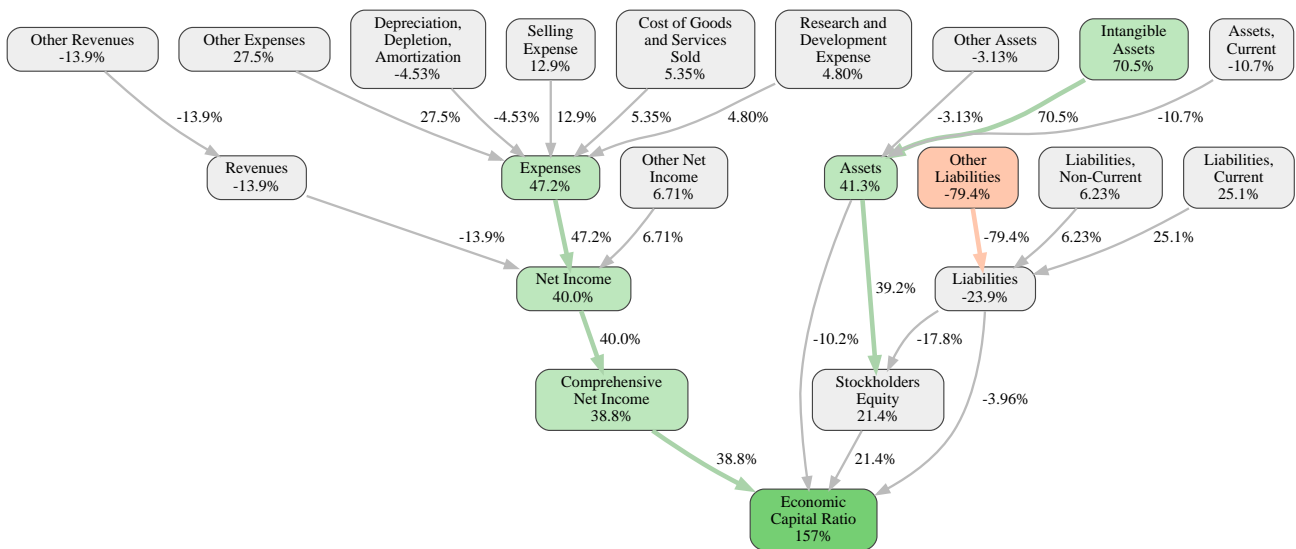 Other Revenues
-13.9%
Other Expenses
27.5%
Depreciation,
Depletion,
Amortization
-4.53%
Selling
Expense
12.9%
Cost of Goods
and Services
Sold
5.35%
Research and
Development
Expense
4.80%
Other Assets
-3.13%
Intangible
Assets
70.5%
Assets,
Current
-10.7%
-13.9%
27.5%
-4.53%
12.9%
5.35%
4.80%
-3.13%
70.5%
-10.7%
Revenues
-13.9%
Expenses
47.2%
Other Net
Income
6.71%
Assets
41.3%
Other
Liabilities
-79.4%
Liabilities,
Non-Current
6.23%
Liabilities,
Current
25.1%
-13.9%
47.2%
6.71%
-79.4%
6.23%
25.1%
Net Income
40.0%
39.2%
Liabilities
-23.9%
40.0%
-10.2%
-17.8%
Comprehensive
Net Income
38.8%
Stockholders
Equity
21.4%
-3.96%
38.8%
21.4%
Economic
Capital Ratio
157%